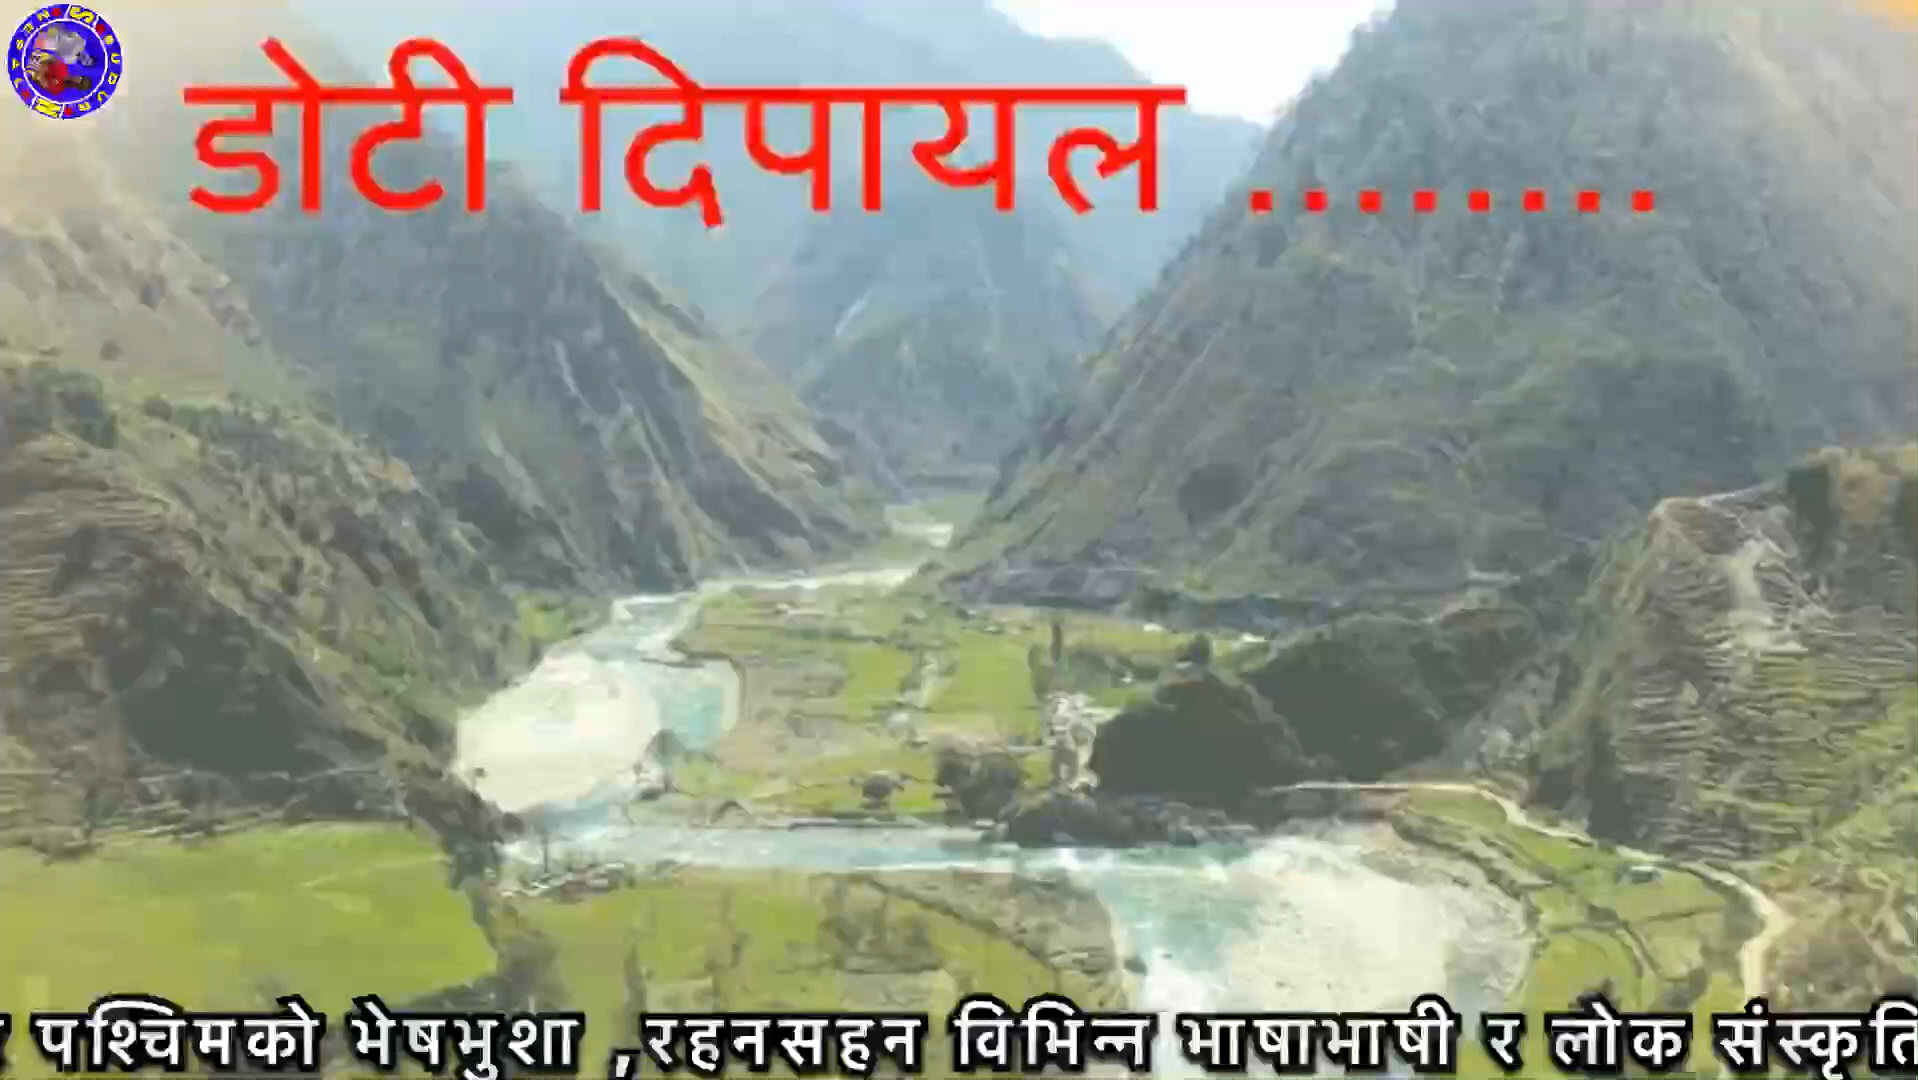 डोटी दिपायल ........
पश्चिमको भेषभुशा ,रहनसहन विभिन्न भाषाभाषी र लोक संस्कृति